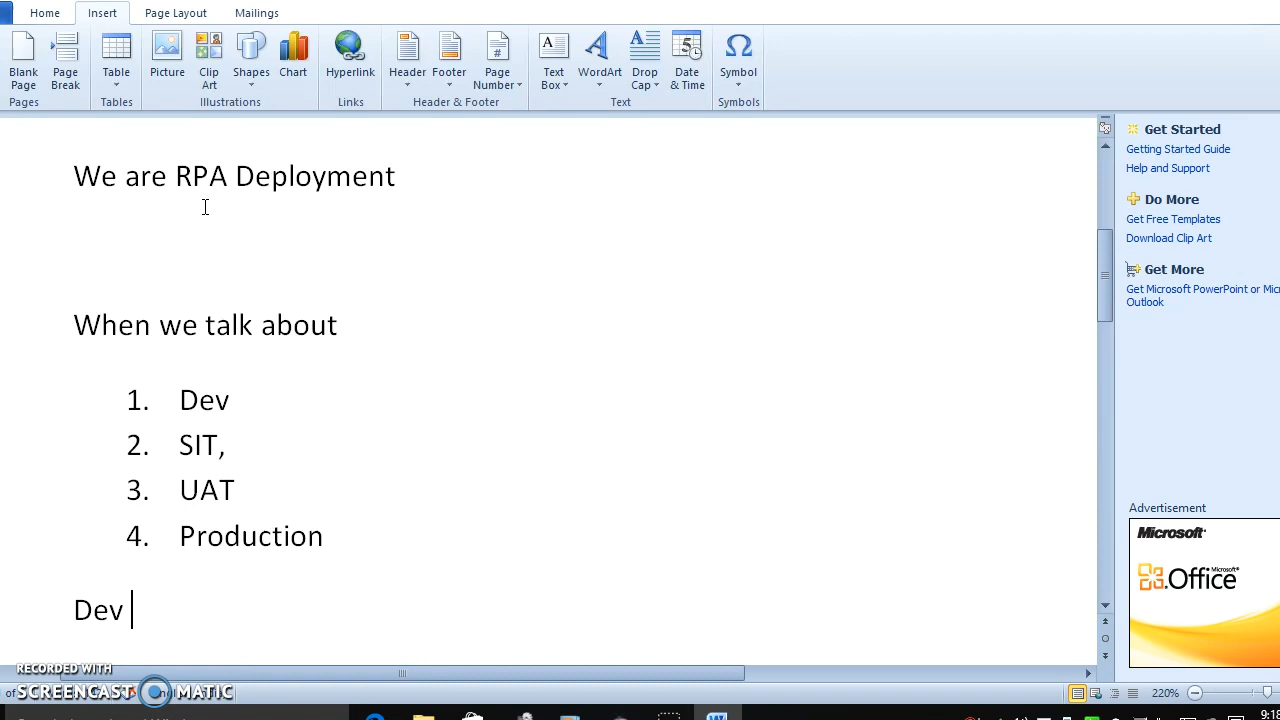 Home Insert Page Layout Mailings
Blank Page Page Break Table Picture Clip Art Shapes Chart Hyperlink Header Footer Page Number Text Box WordArt Drop Cap Date & Time Symbol
Pages Tables Illustrations Links Header & Footer Text Symbols
We are RPA Deployment
When we talk about
1. Dev
2. SIT,
3. UAT
4. Production
Dev
Get Started
Getting Started Guide
Help and Support
Do More
Get Free Templates
Download Clip Art
Get More
Get Microsoft PowerPoint or Mic
Outlook
Advertisement
Microsoft
Office
RECORDED WITH
SCREENCAST MATIC
of
220%
9:18